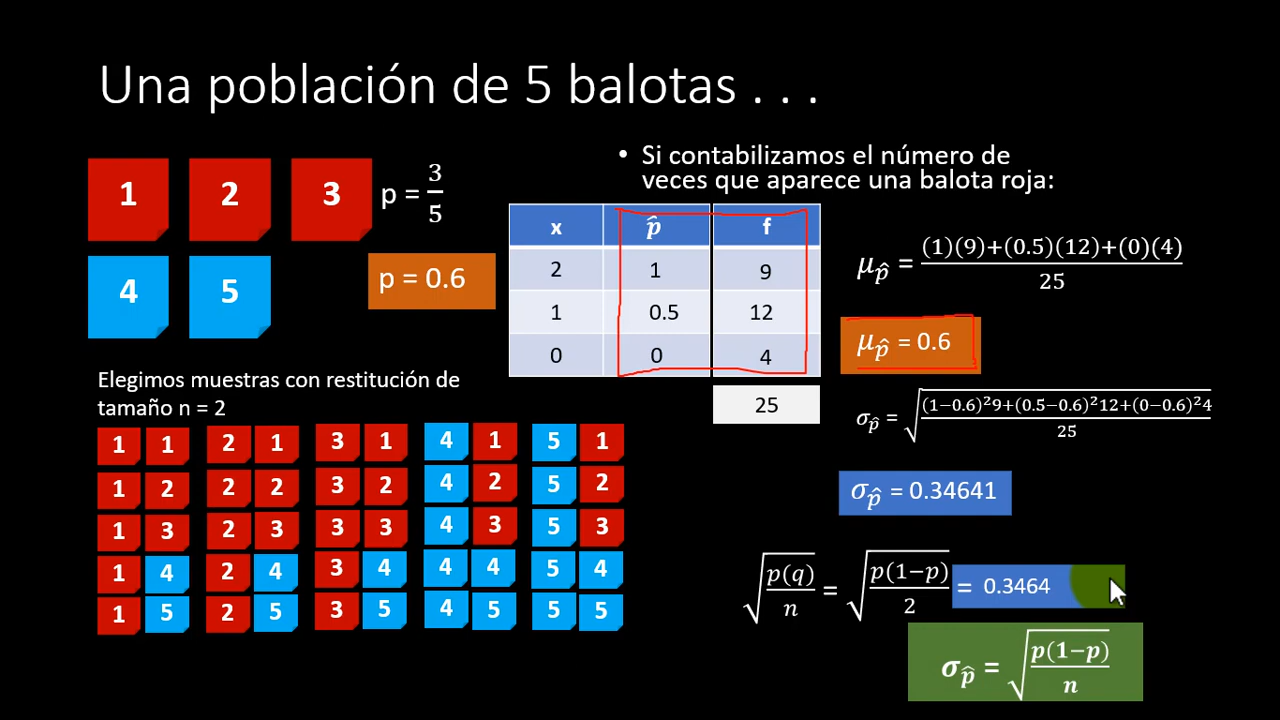 Una población de 5 balotas . . .
1 2 3
p = 3/5
4 5
p = 0.6
• Si contabilizamos el número de
veces que aparece una balota roja:
x p̂ f
2 1 9
1 0.5 12
0 0 4
25
μ_p̂ = (1)(9)+(0.5)(12)+(0)(4)/25
μ_p̂ = 0.6
σ_p̂ = √((1−0.6)²9+(0.5−0.6)²12+(0−0.6)²4/25)
σ_p̂ = 0.34641
√(p(q)/n) = √(p(1−p)/2) = 0.3464
σ_p̂ = √(p(1−p)/n)
Elegimos muestras con restitución de
tamaño n = 2
1 1 2 1 3 1 4 1 5 1
1 2 2 2 3 2 4 2 5 2
1 3 2 3 3 3 4 3 5 3
1 4 2 4 3 4 4 4 5 4
1 5 2 5 3 5 4 5 5 5